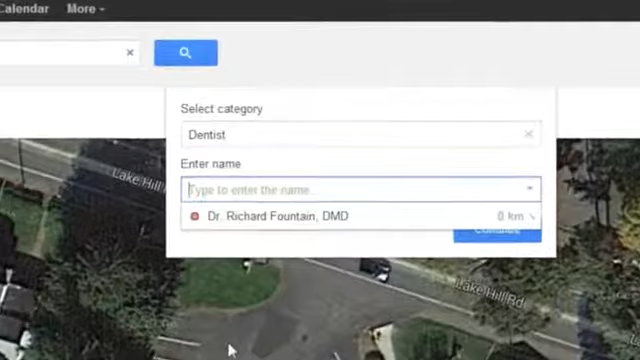 Calendar More
Select category
Dentist
Enter name
Type to enter the name...
Dr. Richard Fountain, DMD 0 km
Continue
Lake Hill
Lake Hill Rd